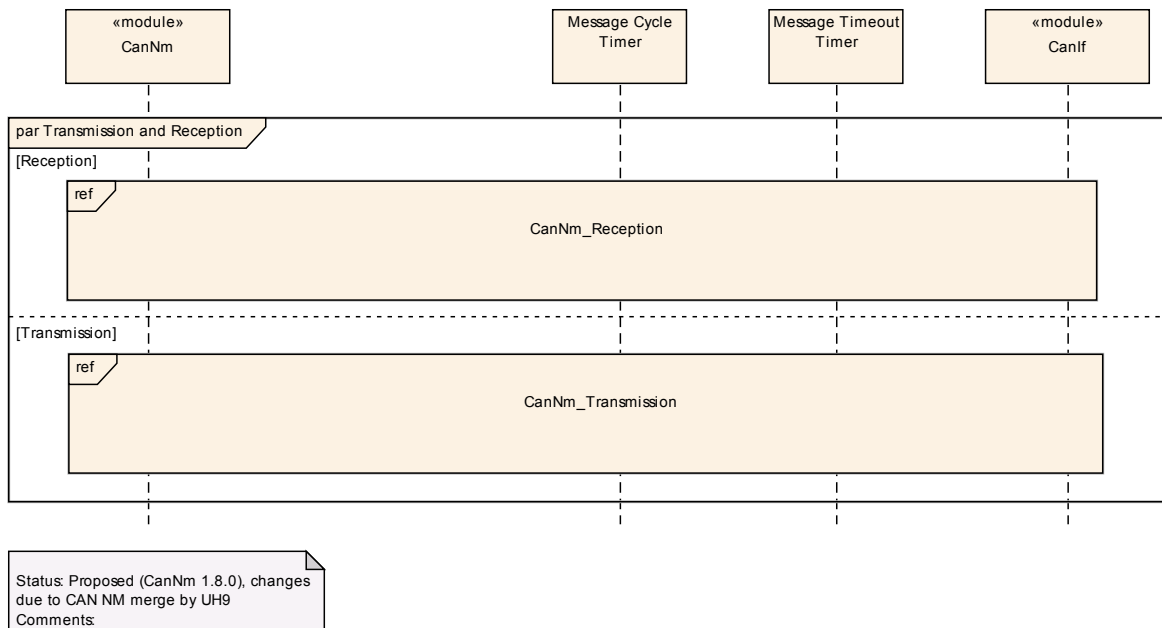 «module»
CanNm
Message Cycle
Timer
Message Timeout
Timer
«module»
CanIf
par Transmission and Reception
[Reception]
ref
CanNm_Reception
[Transmission]
ref
CanNm_Transmission
Status: Proposed (CanNm 1.8.0), changes
due to CAN NM merge by UH9
Comments: